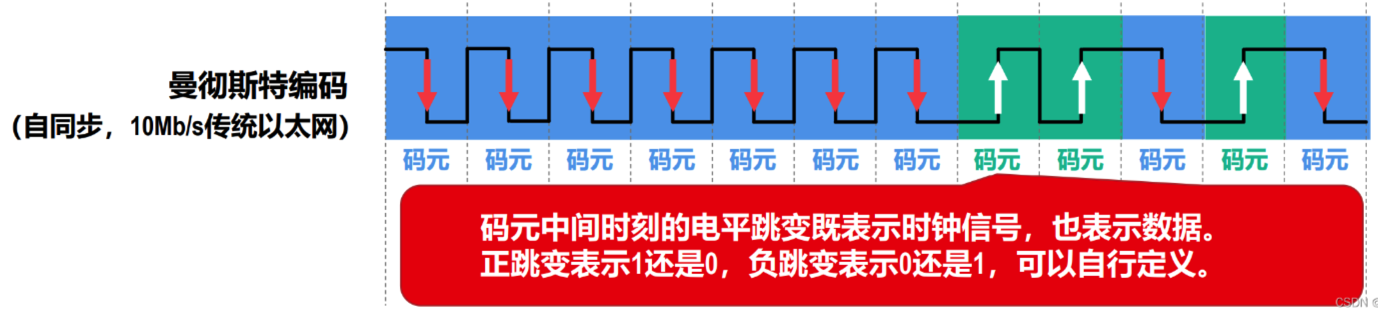 曼彻斯特编码
(自同步，10Mb/s传统以太网)
码元 码元 码元 码元 码元 码元 码元 码元 码元 码元 码元 码元
码元中间时刻的电平跳变既表示时钟信号，也表示数据。
正跳变表示1还是0，负跳变表示0还是1，可以自行定义。
CSDN @